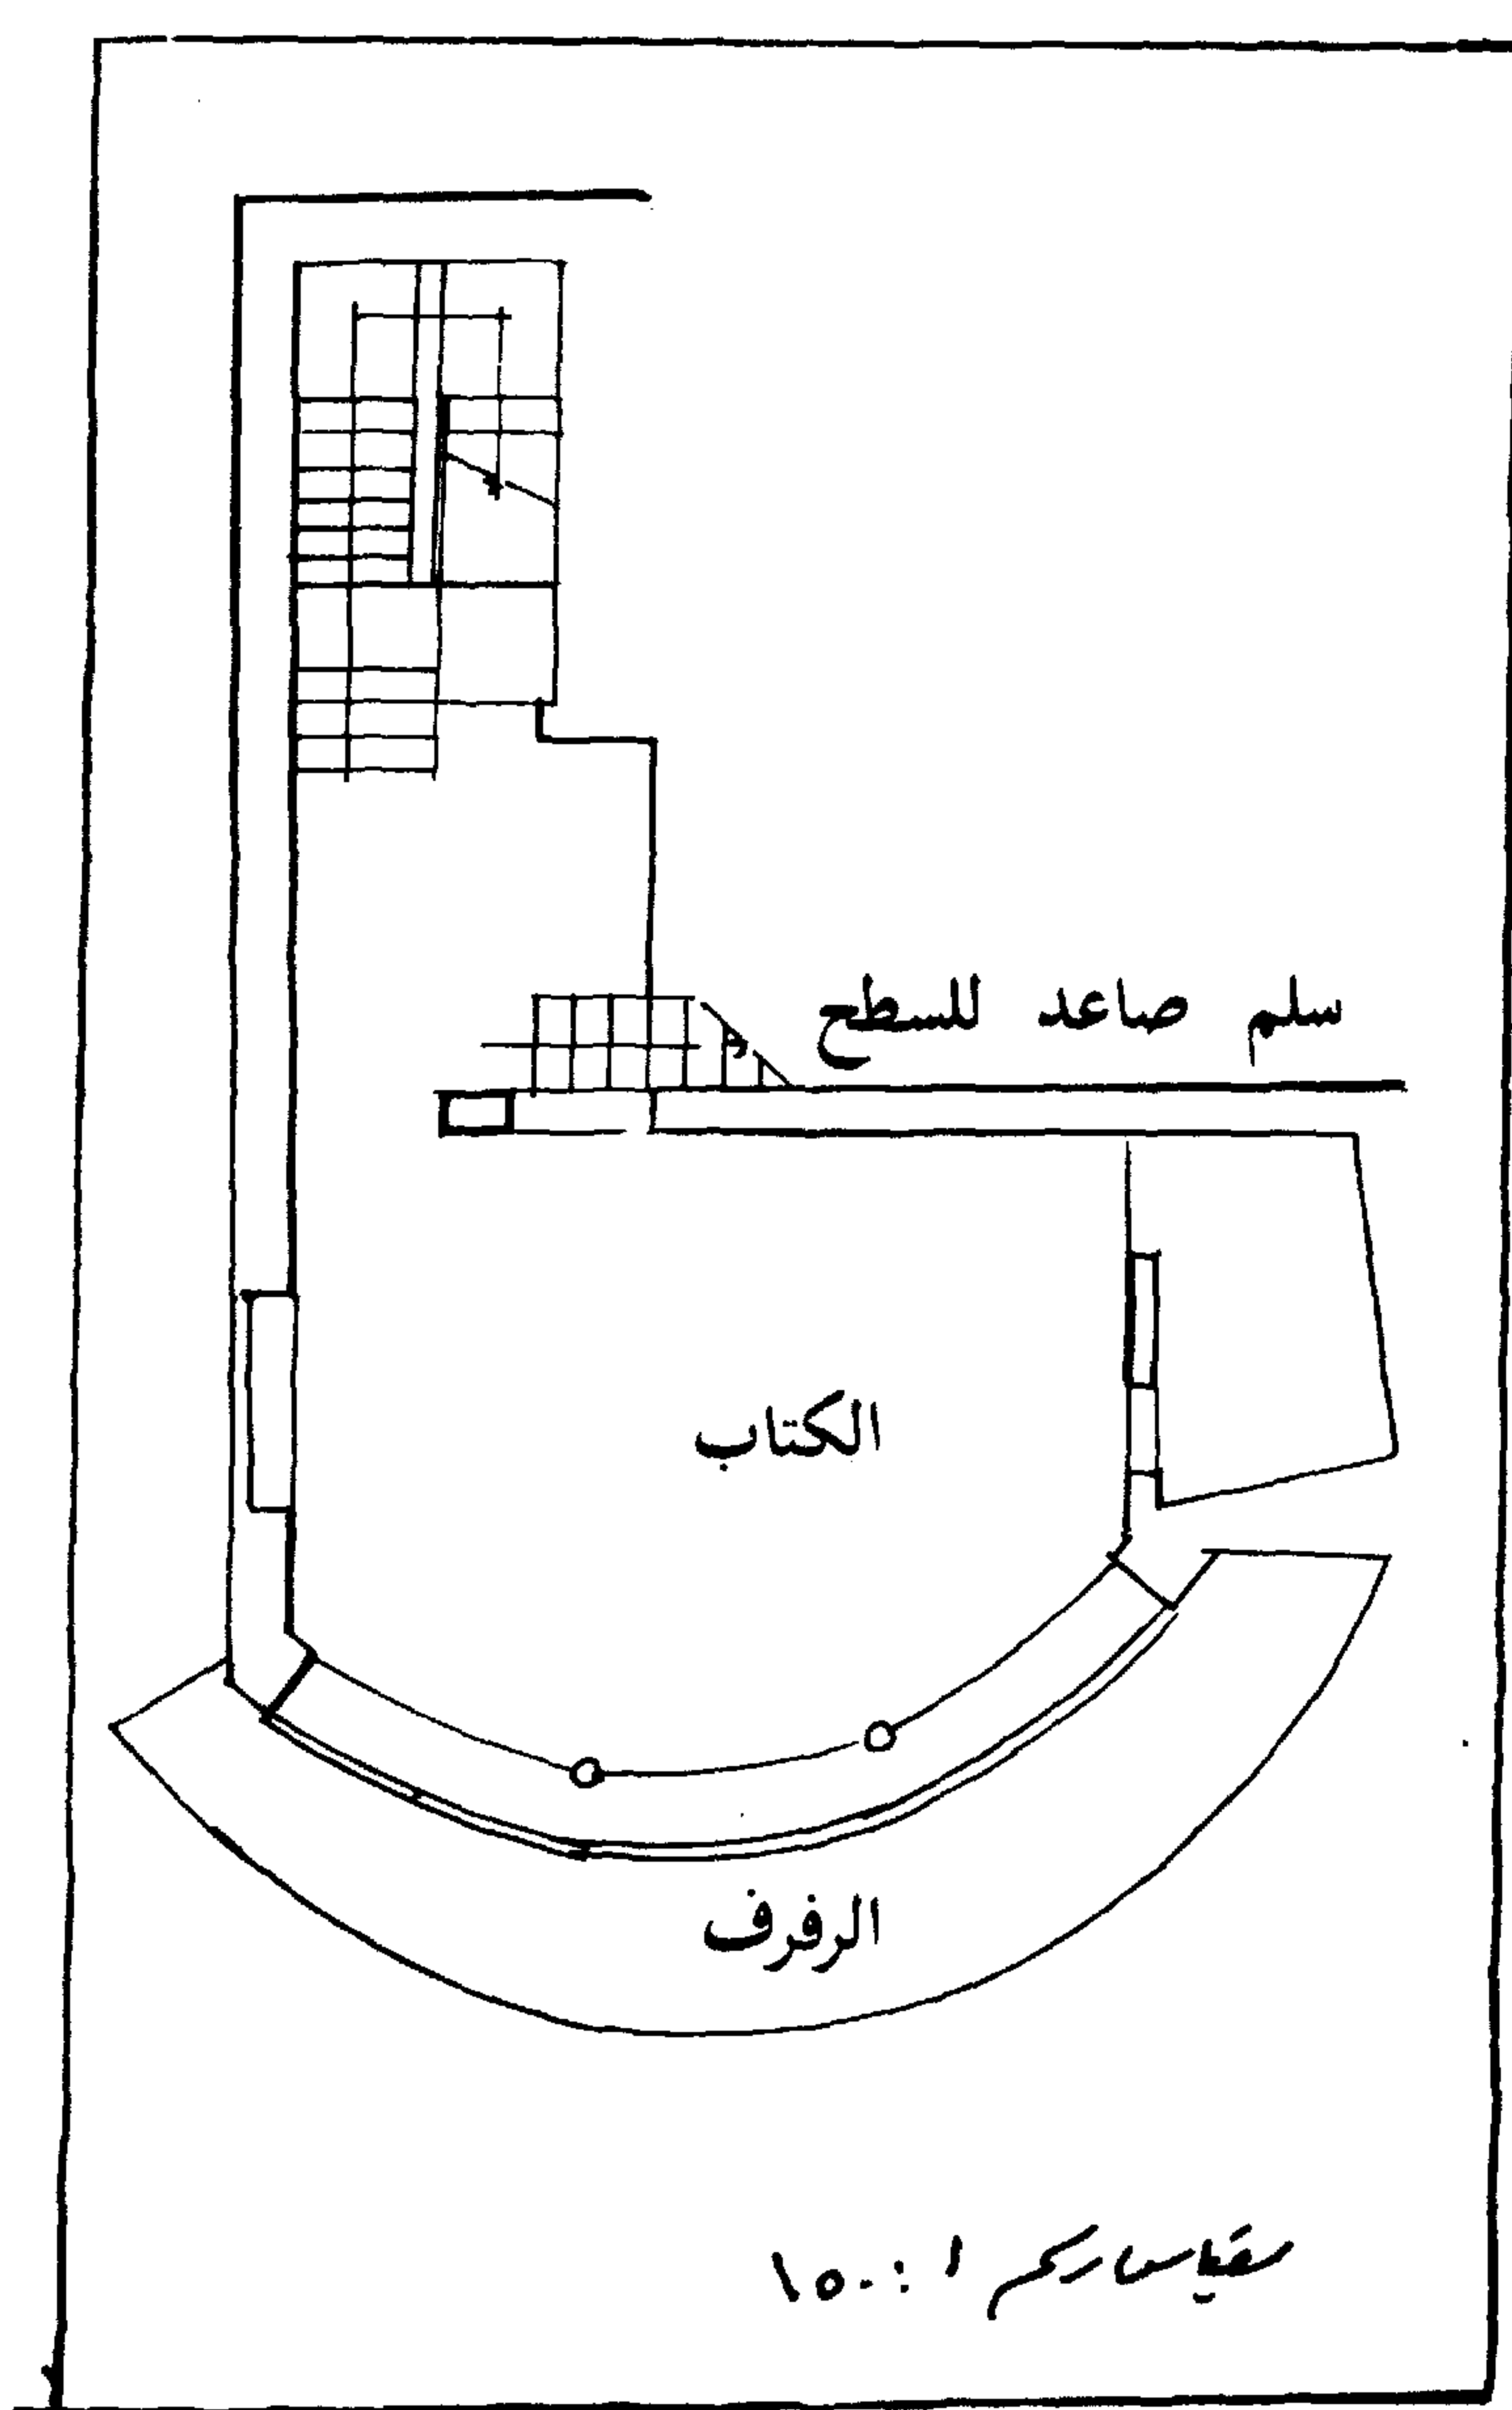 سلم صاعد للسطح
الكتاب
الرفرف
مقياس رسم ١ : ١٥٠